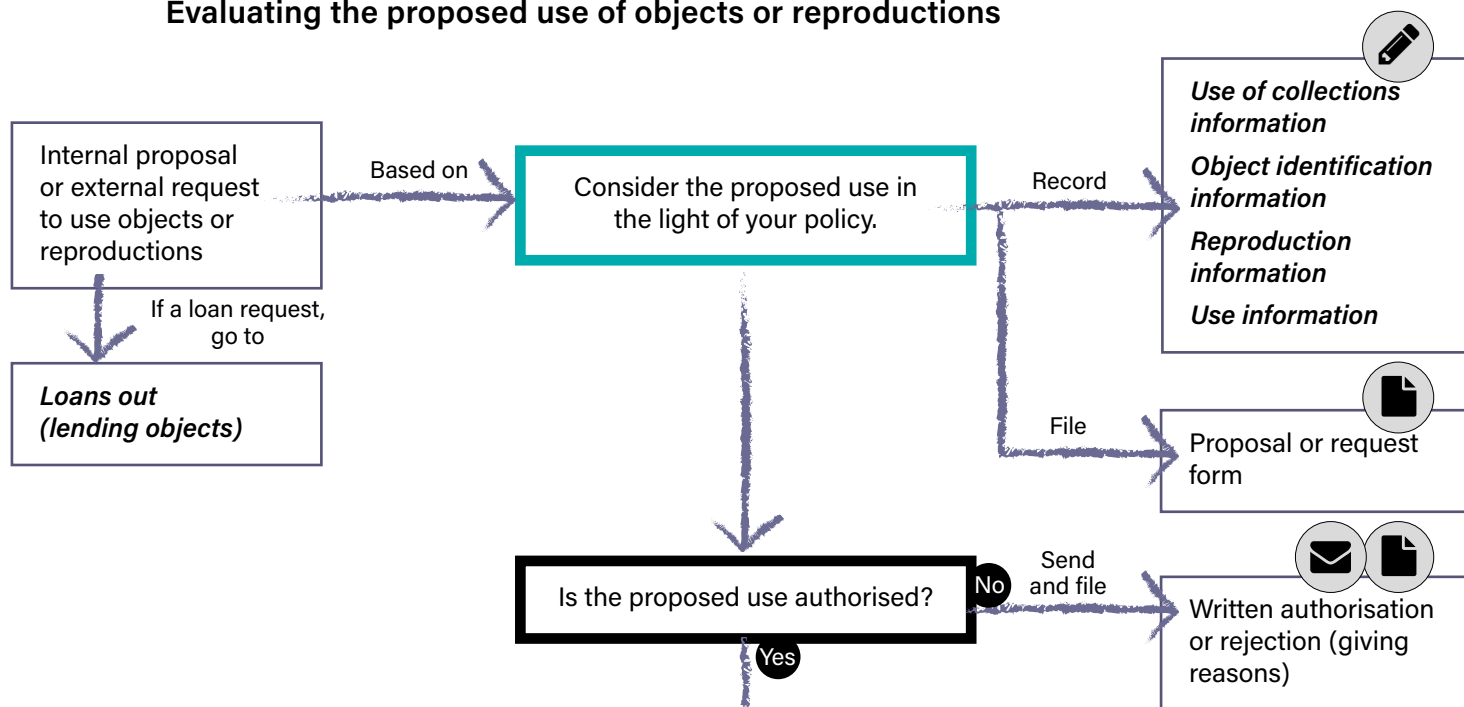 Evaluating the proposed use of objects or reproductions
Internal proposal
or external request
to use objects or
reproductions
Based on
Consider the proposed use in
the light of your policy.
Record
Use of collections
information
Object identification
information
Reproduction
information
Use information
If a loan request,
go to
Loans out
(lending objects)
File
Proposal or request
form
Is the proposed use authorised?
No
Send
and file
Written authorisation
or rejection (giving
reasons)
Yes